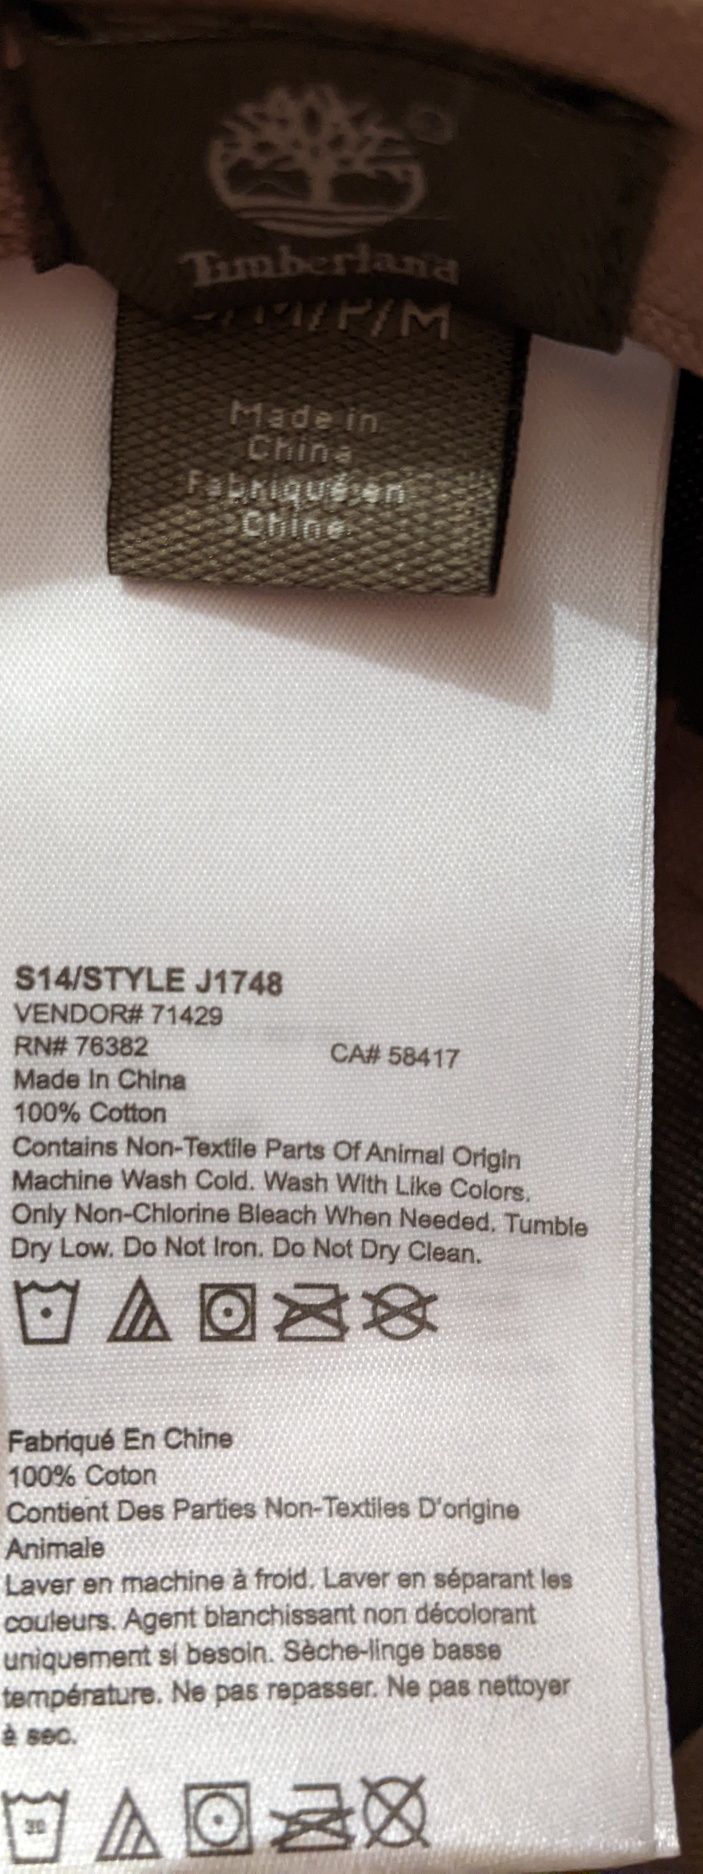 Timberland
/M/P/M
Made in
China
Fabriqué en
Chine
S14/STYLE J1748
VENDOR# 71429
RN# 76382 CA# 58417
Made In China
100% Cotton
Contains Non-Textile Parts Of Animal Origin
Machine Wash Cold. Wash With Like Colors.
Only Non-Chlorine Bleach When Needed. Tumble
Dry Low. Do Not Iron. Do Not Dry Clean.
Fabriqué En Chine
100% Coton
Contient Des Parties Non-Textiles D'origine
Animale
Laver en machine à froid. Laver en séparant les
couleurs. Agent blanchissant non décolorant
uniquement si besoin. Sèche-linge basse
température. Ne pas repasser. Ne pas nettoyer
à sec.
30